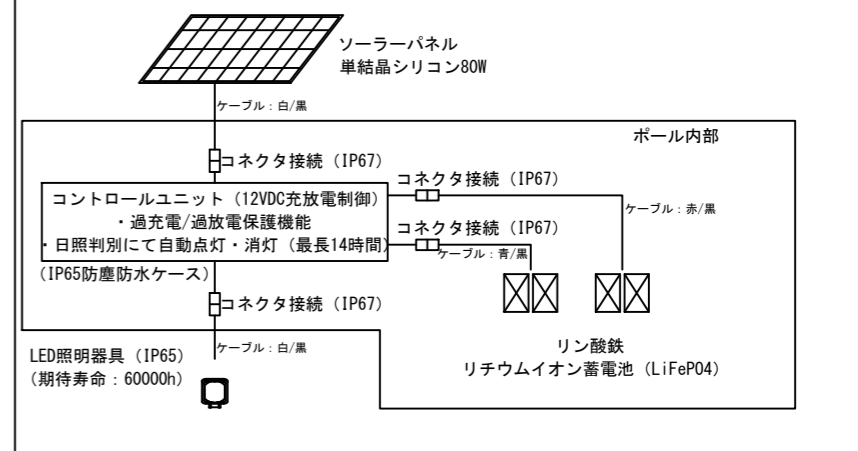 ソーラーパネル
単結晶シリコン80W
ケーブル：白/黒
ポール内部
コネクタ接続（IP67）
コネクタ接続（IP67）
コントロールユニット（12VDC充放電制御）
・過充電/過放電保護機能
・日照判別にて自動点灯・消灯（最長14時間）
ケーブル：赤/黒
コネクタ接続（IP67）
ケーブル：青/黒
（IP65防塵防水ケース）
コネクタ接続（IP67）
ケーブル：白/黒
LED照明器具（IP65）
（期待寿命：60000h）
リン酸鉄
リチウムイオン蓄電池（LiFePO4）